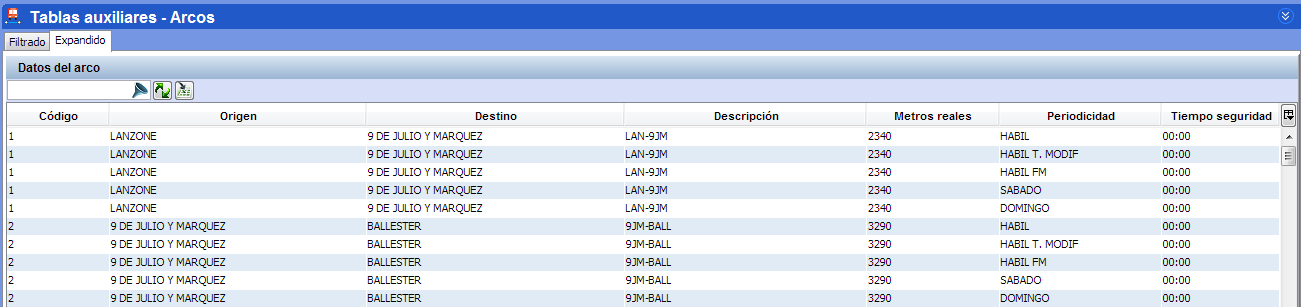 Tablas auxiliares - Arcos
Filtrado Expandido
Datos del arco
Código Origen Destino Descripción Metros reales Periodicidad Tiempo seguridad
1 LANZONE 9 DE JULIO Y MARQUEZ LAN-9JM 2340 HABIL 00:00
1 LANZONE 9 DE JULIO Y MARQUEZ LAN-9JM 2340 HABIL T. MODIF 00:00
1 LANZONE 9 DE JULIO Y MARQUEZ LAN-9JM 2340 HABIL FM 00:00
1 LANZONE 9 DE JULIO Y MARQUEZ LAN-9JM 2340 SABADO 00:00
1 LANZONE 9 DE JULIO Y MARQUEZ LAN-9JM 2340 DOMINGO 00:00
2 9 DE JULIO Y MARQUEZ BALLESTER 9JM-BALL 3290 HABIL 00:00
2 9 DE JULIO Y MARQUEZ BALLESTER 9JM-BALL 3290 HABIL T. MODIF 00:00
2 9 DE JULIO Y MARQUEZ BALLESTER 9JM-BALL 3290 HABIL FM 00:00
2 9 DE JULIO Y MARQUEZ BALLESTER 9JM-BALL 3290 SABADO 00:00
2 9 DE JULIO Y MARQUEZ BALLESTER 9JM-BALL 3290 DOMINGO 00:00